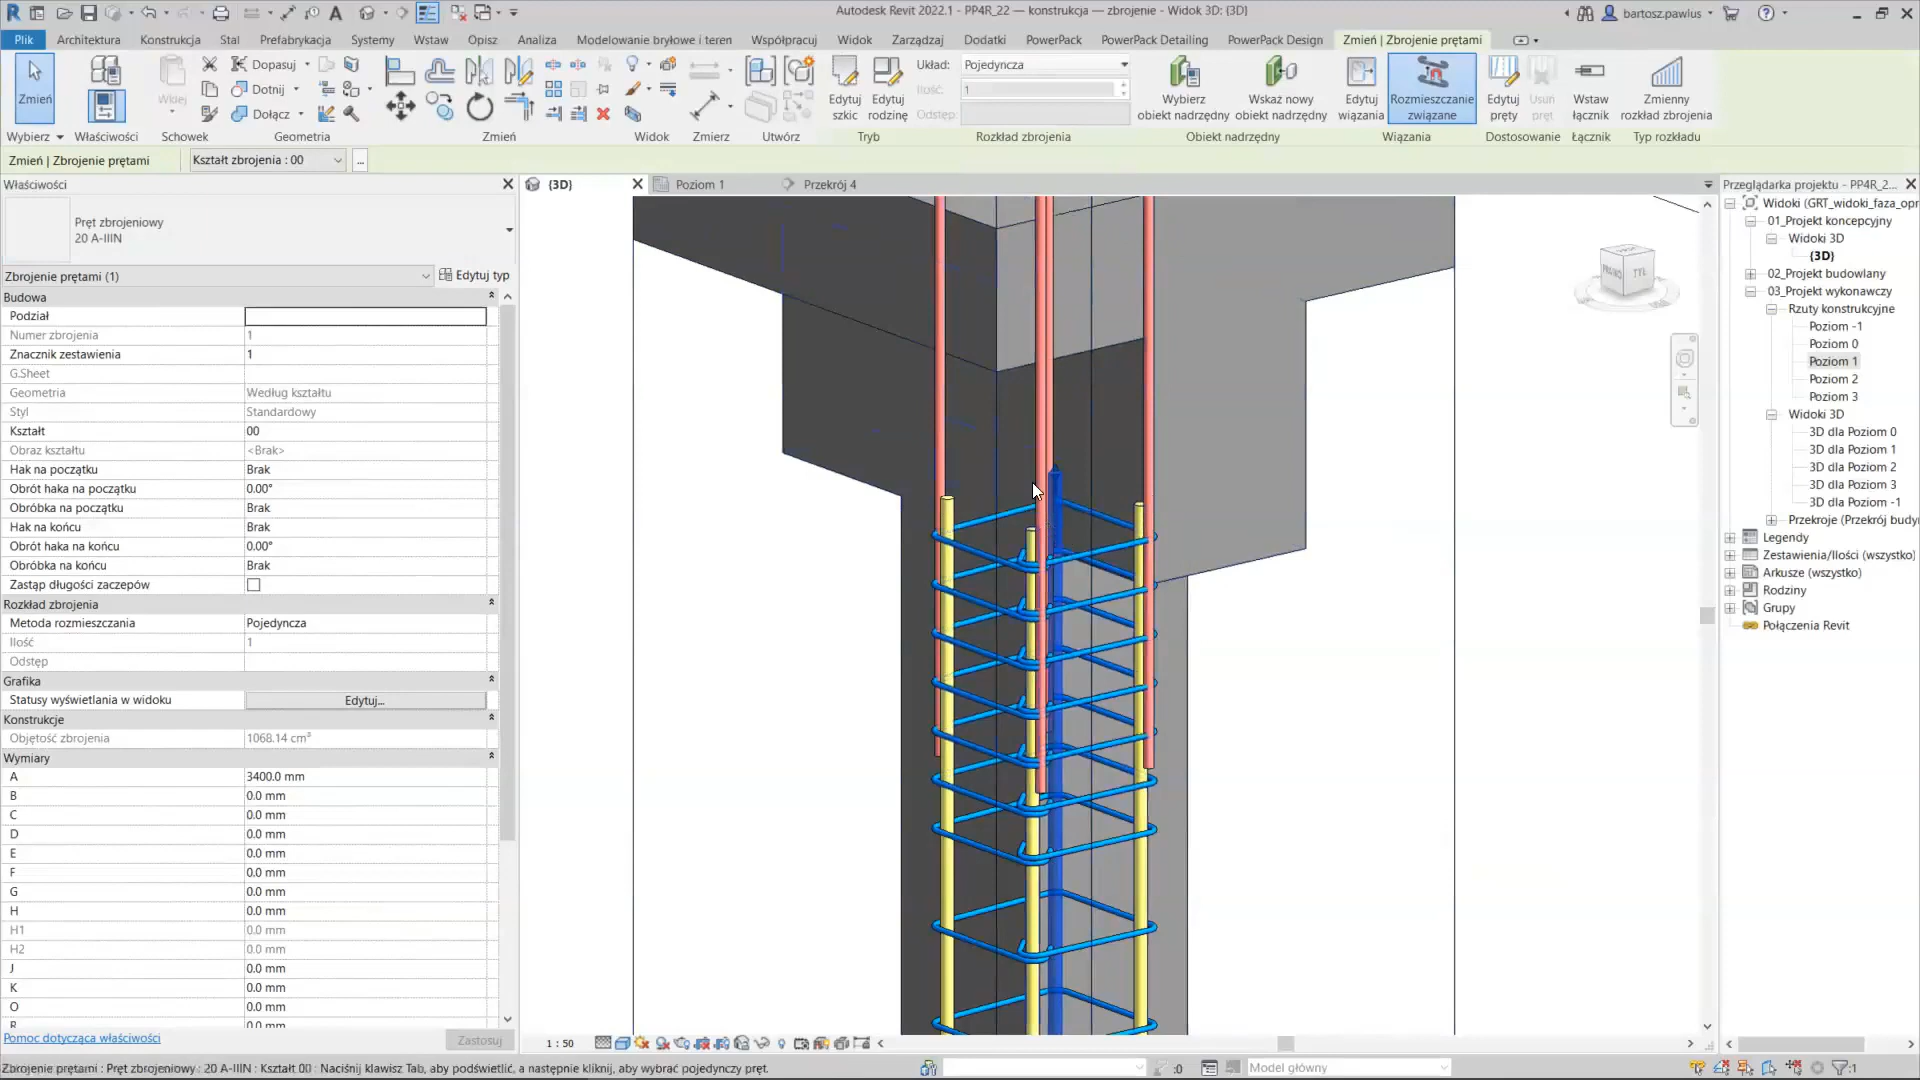 Autodesk Revit 2022.1 - PP4R_22 — konstrukcja — zbrojenie - Widok 3D: {3D}
bartosz.pawius
Plik Architektura Konstrukcja Stal Prefabrykacja Systemy Wstaw Opisz Analiza Modelowanie bryłowe i teren Współpracuj Widok Zarządzaj Dodatki PowerPack PowerPack Detailing PowerPack Design Zmień | Zbrojenie prętami
Zmień
Wklej
Dopasuj
Dotnij
Dołącz
Edytuj szkic
Edytuj rodzinę
Układ: Pojedyncza
Ilość: 1
Odstęp:
Wybierz obiekt nadrzędny
Wskaż nowy obiekt nadrzędny
Edytuj wiązania
Rozmieszczanie związane
Edytuj pręty
Usuń pręt
Wstaw łącznik
Zmienny rozkład zbrojenia
Wybierz Właściwości Schowek Geometria Zmień Widok Zmierz Utwórz Tryb Rozkład zbrojenia Obiekt nadrzędny Wiązania Dostosowanie Łącznik Typ rozkładu
Zmień | Zbrojenie prętami Kształt zbrojenia : 00 ...
Właściwości
{3D} Poziom 1 Przekrój 4
Pręt zbrojeniowy
20 A-IIIN
Zbrojenie prętami (1) Edytuj typ
Budowa
Podział
Numer zbrojenia 1
Znacznik zestawienia 1
G.Sheet
Geometria Według kształtu
Styl Standardowy
Kształt 00
Obraz kształtu <Brak>
Hak na początku Brak
Obrót haka na początku 0.00°
Obróbka na początku Brak
Hak na końcu Brak
Obrót haka na końcu 0.00°
Obróbka na końcu Brak
Zastąp długości zaczepów
Rozkład zbrojenia
Metoda rozmieszczania Pojedyncza
Ilość 1
Odstęp
Grafika
Statusy wyświetlania w widoku Edytuj...
Konstrukcje
Objętość zbrojenia 1068.14 cm³
Wymiary
A 3400.0 mm
B 0.0 mm
C 0.0 mm
D 0.0 mm
E 0.0 mm
F 0.0 mm
G 0.0 mm
H 0.0 mm
H1 0.0 mm
H2 0.0 mm
J 0.0 mm
K 0.0 mm
O 0.0 mm
R 0.0 mm
Pomoc dotycząca właściwości Zastosuj
1 : 50
Przeglądarka projektu - PP4R_2...
Widoki (GRT_widoki_faza_opr
01_Projekt koncepcyjny
Widoki 3D
{3D}
02_Projekt budowlany
03_Projekt wykonawczy
Rzuty konstrukcyjne
Poziom -1
Poziom 0
Poziom 1
Poziom 2
Poziom 3
Widoki 3D
3D dla Poziom 0
3D dla Poziom 1
3D dla Poziom 2
3D dla Poziom 3
3D dla Poziom -1
Przekroje (Przekrój budy
Legendy
Zestawienia/Ilości (wszystko)
Arkusze (wszystko)
Rodziny
Grupy
Połączenia Revit
Zbrojenie prętami : Pręt zbrojeniowy : 20 A-IIIN : Kształt 00 : Naciśnij klawisz Tab, aby podświetlić, a następnie kliknij, aby wybrać pojedynczy pręt.
:0
Model główny
:1